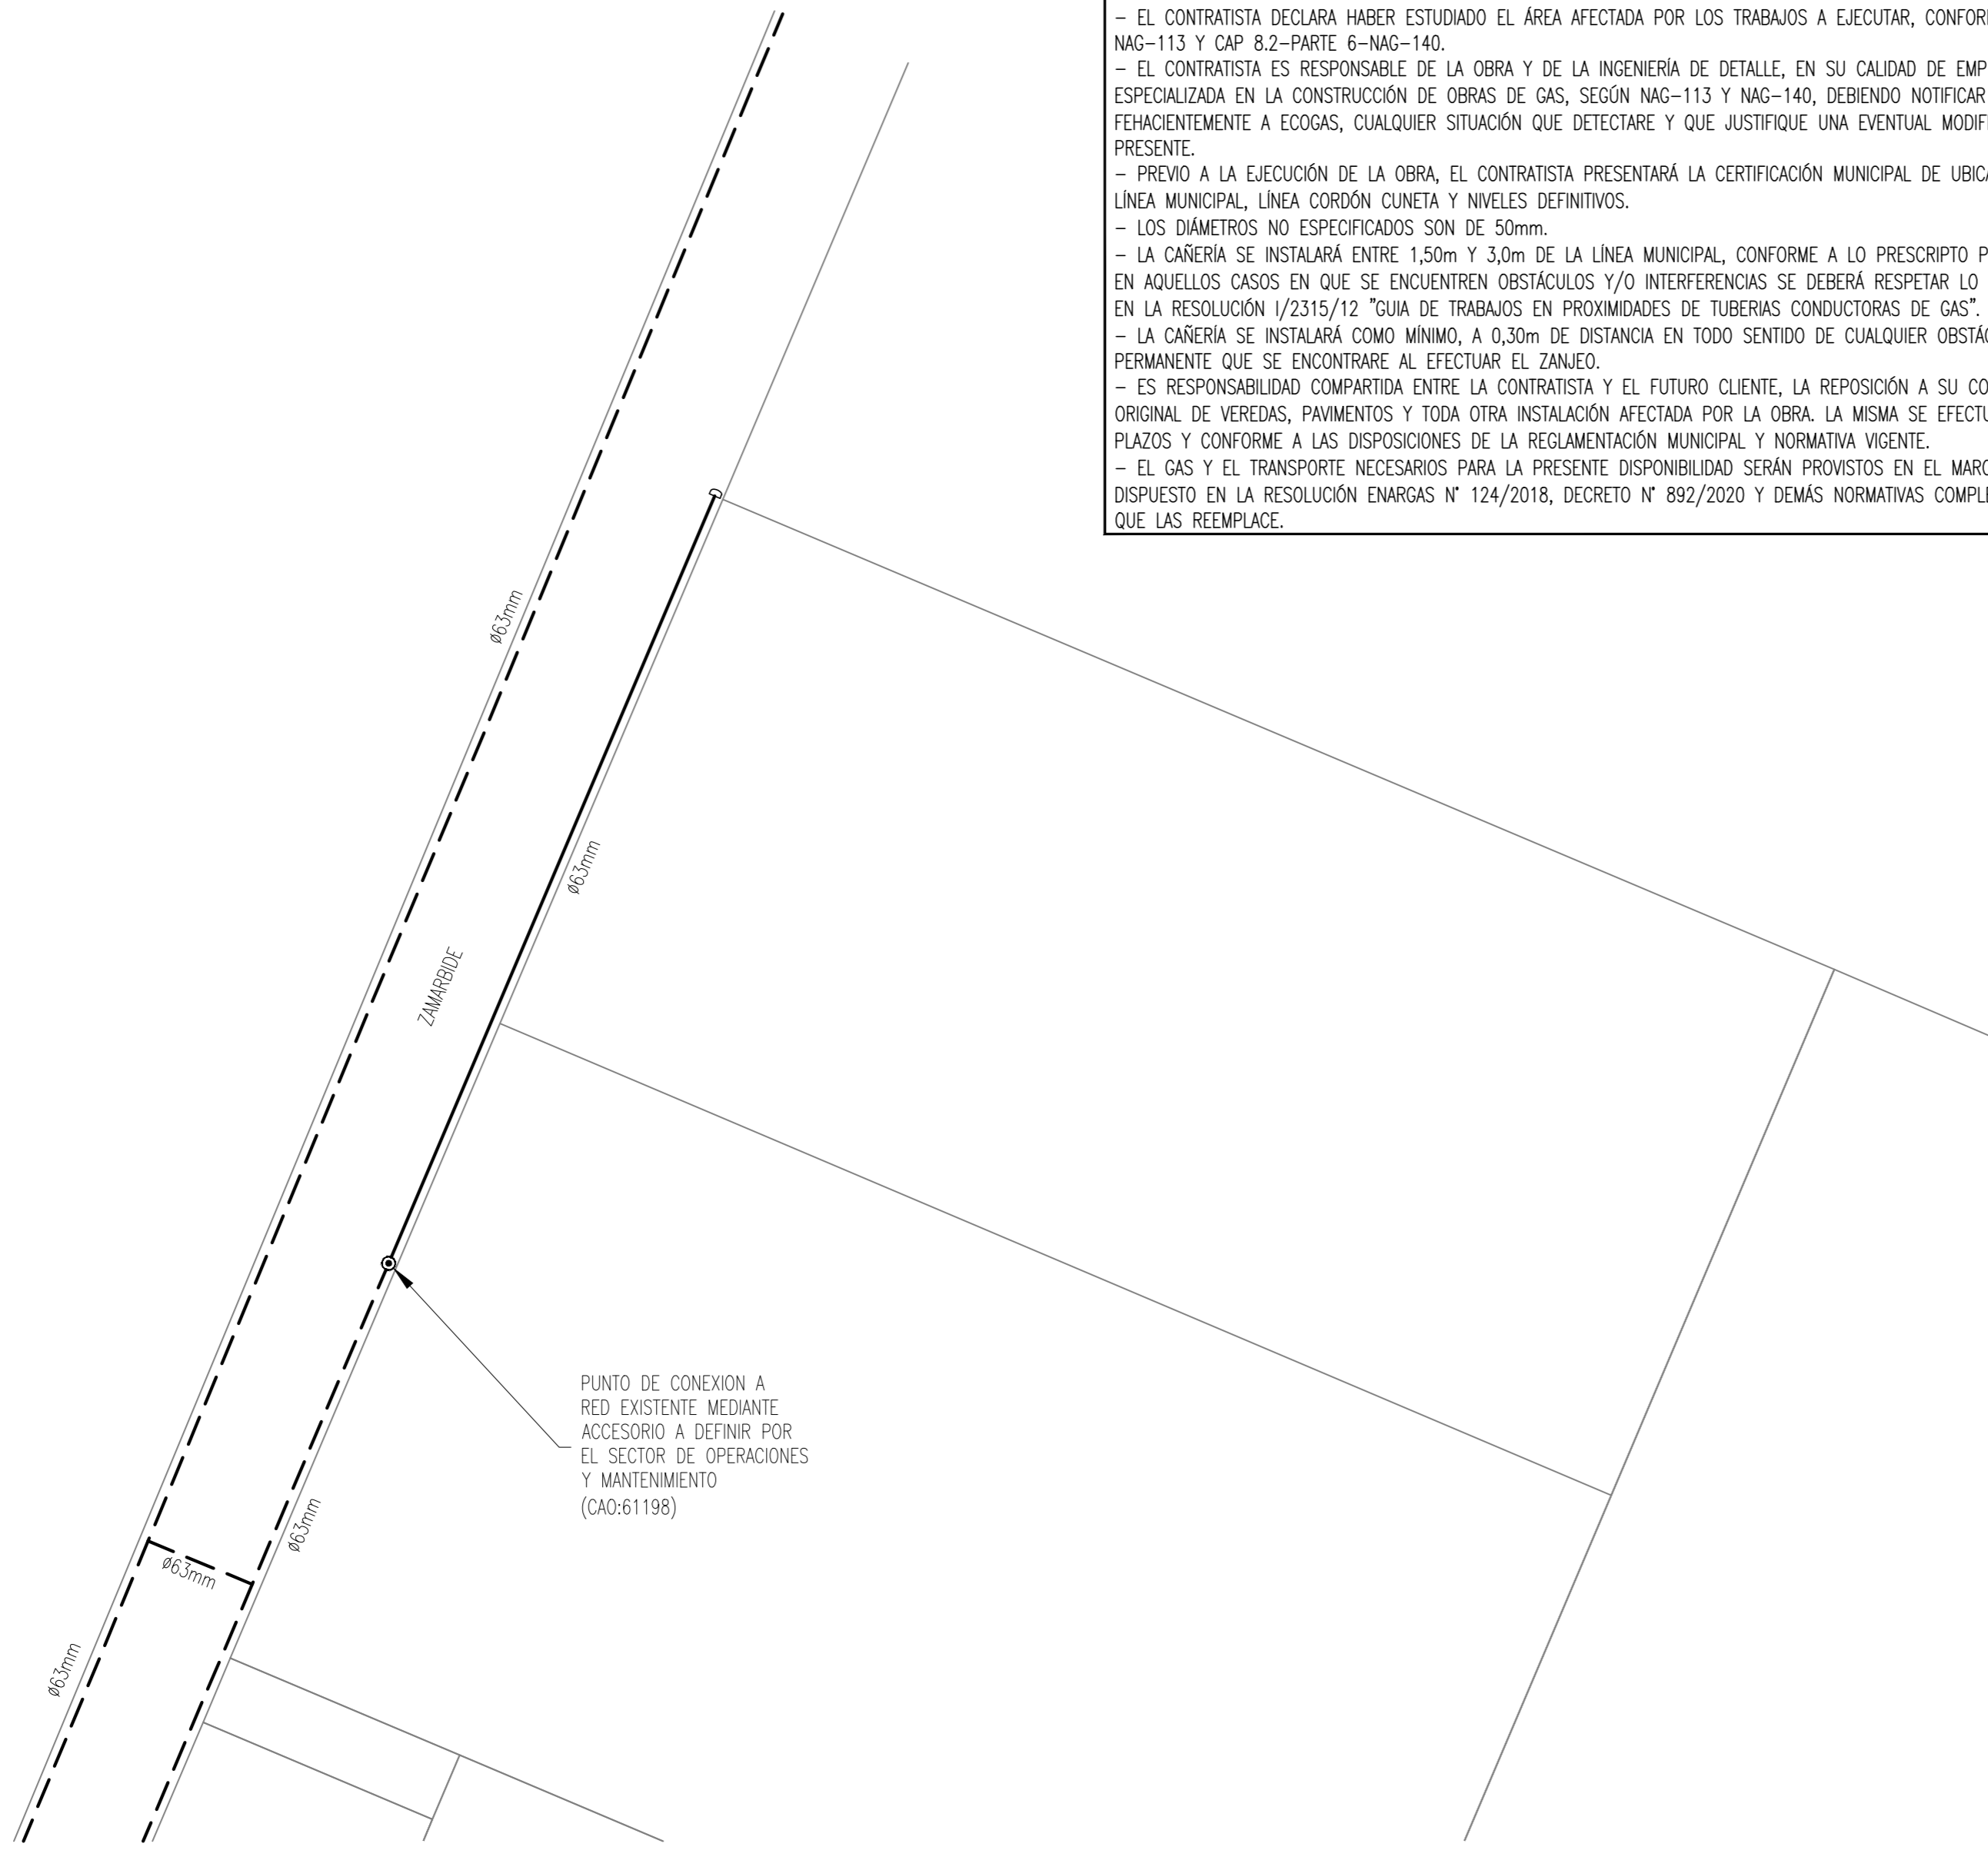 – EL CONTRATISTA DECLARA HABER ESTUDIADO EL ÁREA AFECTADA POR LOS TRABAJOS A EJECUTAR,
NAG–113 Y CAP 8.2–PARTE 6–NAG–140.
– EL CONTRATISTA ES RESPONSABLE DE LA OBRA Y DE LA INGENIERÍA DE DETALLE, EN SU CALIDAD DE
ESPECIALIZADA EN LA CONSTRUCCIÓN DE OBRAS DE GAS, SEGÚN NAG–113 Y NAG–140, DEBIENDO NOTIFICAR
FEHACIENTEMENTE A ECOGAS, CUALQUIER SITUACIÓN QUE DETECTARE Y QUE JUSTIFIQUE UNA EVENTUAL
PRESENTE.
– PREVIO A LA EJECUCIÓN DE LA OBRA, EL CONTRATISTA PRESENTARÁ LA CERTIFICACIÓN MUNICIPAL DE
LÍNEA MUNICIPAL, LÍNEA CORDÓN CUNETA Y NIVELES DEFINITIVOS.
– LOS DIÁMETROS NO ESPECIFICADOS SON DE 50mm.
– LA CAÑERÍA SE INSTALARÁ ENTRE 1,50m Y 3,0m DE LA LÍNEA MUNICIPAL, CONFORME A LO PRESCRIPTO
EN AQUELLOS CASOS EN QUE SE ENCUENTREN OBSTÁCULOS Y/O INTERFERENCIAS SE DEBERÁ RESPETAR LO
EN LA RESOLUCIÓN I/2315/12 "GUIA DE TRABAJOS EN PROXIMIDADES DE TUBERIAS CONDUCTORAS DE GAS".
– LA CAÑERÍA SE INSTALARÁ COMO MÍNIMO, A 0,30m DE DISTANCIA EN TODO SENTIDO DE CUALQUIER
PERMANENTE QUE SE ENCONTRARE AL EFECTUAR EL ZANJEO.
– ES RESPONSABILIDAD COMPARTIDA ENTRE LA CONTRATISTA Y EL FUTURO CLIENTE, LA REPOSICIÓN A SU
ORIGINAL DE VEREDAS, PAVIMENTOS Y TODA OTRA INSTALACIÓN AFECTADA POR LA OBRA. LA MISMA SE
PLAZOS Y CONFORME A LAS DISPOSICIONES DE LA REGLAMENTACIÓN MUNICIPAL Y NORMATIVA VIGENTE.
– EL GAS Y EL TRANSPORTE NECESARIOS PARA LA PRESENTE DISPONIBILIDAD SERÁN PROVISTOS EN EL
DISPUESTO EN LA RESOLUCIÓN ENARGAS N° 124/2018, DECRETO N° 892/2020 Y DEMÁS NORMATIVAS
QUE LAS REEMPLACE.
ø63mm
ø63mm
ZAMARBIDE
PUNTO DE CONEXION A
RED EXISTENTE MEDIANTE
ACCESORIO A DEFINIR POR
EL SECTOR DE OPERACIONES
Y MANTENIMIENTO
(CAO:61198)
ø63mm
ø63mm
ø63mm